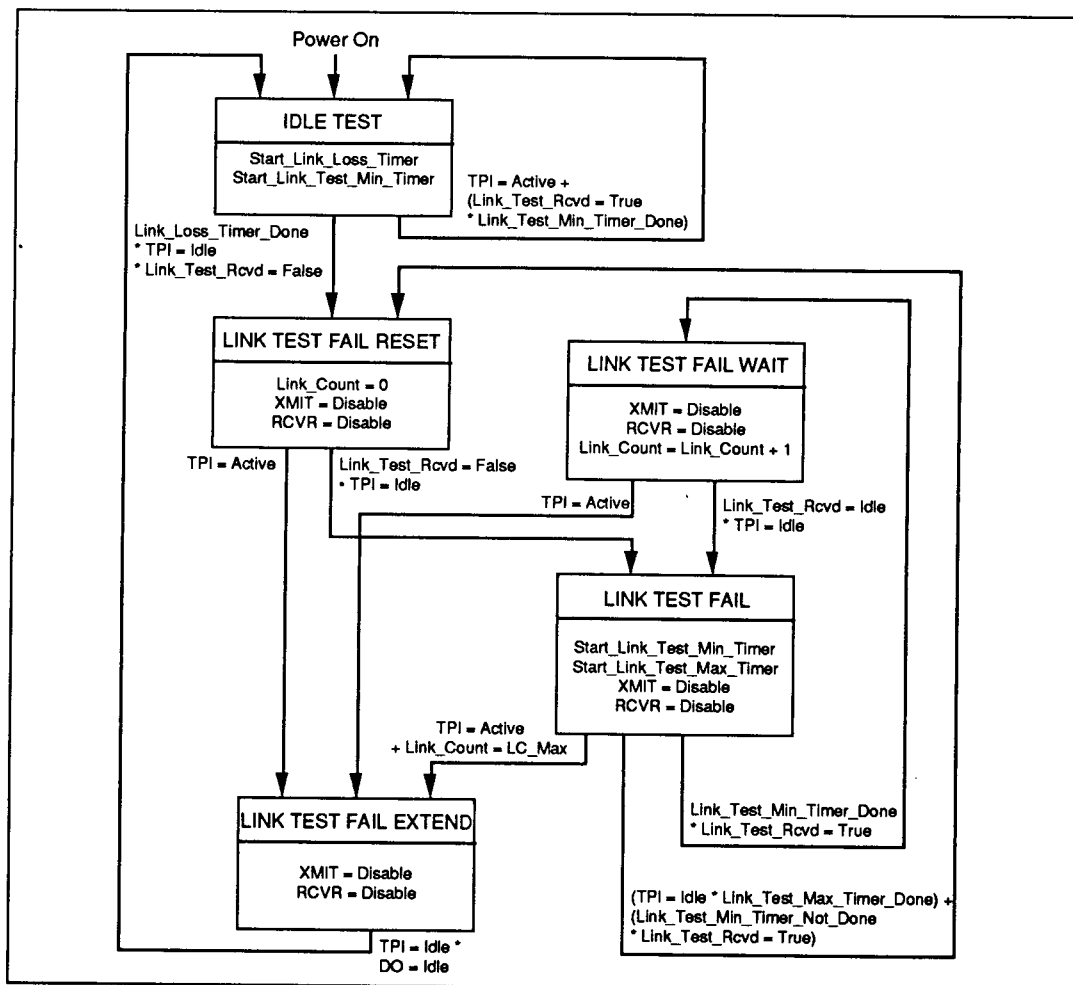 Power On
IDLE TEST
Start_Link_Loss_Timer
Start_Link_Test_Min_Timer
TPI = Active +
(Link_Test_Rcvd = True
* Link_Test_Min_Timer_Done)
Link_Loss_Timer_Done
* TPI = Idle
* Link_Test_Rcvd = False
LINK TEST FAIL RESET
Link_Count = 0
XMIT = Disable
RCVR = Disable
LINK TEST FAIL WAIT
XMIT = Disable
RCVR = Disable
Link_Count = Link_Count + 1
TPI = Active
Link_Test_Rcvd = False
* TPI = Idle
TPI = Active
Link_Test_Rcvd = Idle
* TPI = Idle
LINK TEST FAIL
Start_Link_Test_Min_Timer
Start_Link_Test_Max_Timer
XMIT = Disable
RCVR = Disable
TPI = Active
+ Link_Count = LC_Max
Link_Test_Min_Timer_Done
* Link_Test_Rcvd = True
LINK TEST FAIL EXTEND
XMIT = Disable
RCVR = Disable
(TPI = Idle * Link_Test_Max_Timer_Done) +
(Link_Test_Min_Timer_Not_Done
* Link_Test_Rcvd = True)
TPI = Idle *
DO = Idle